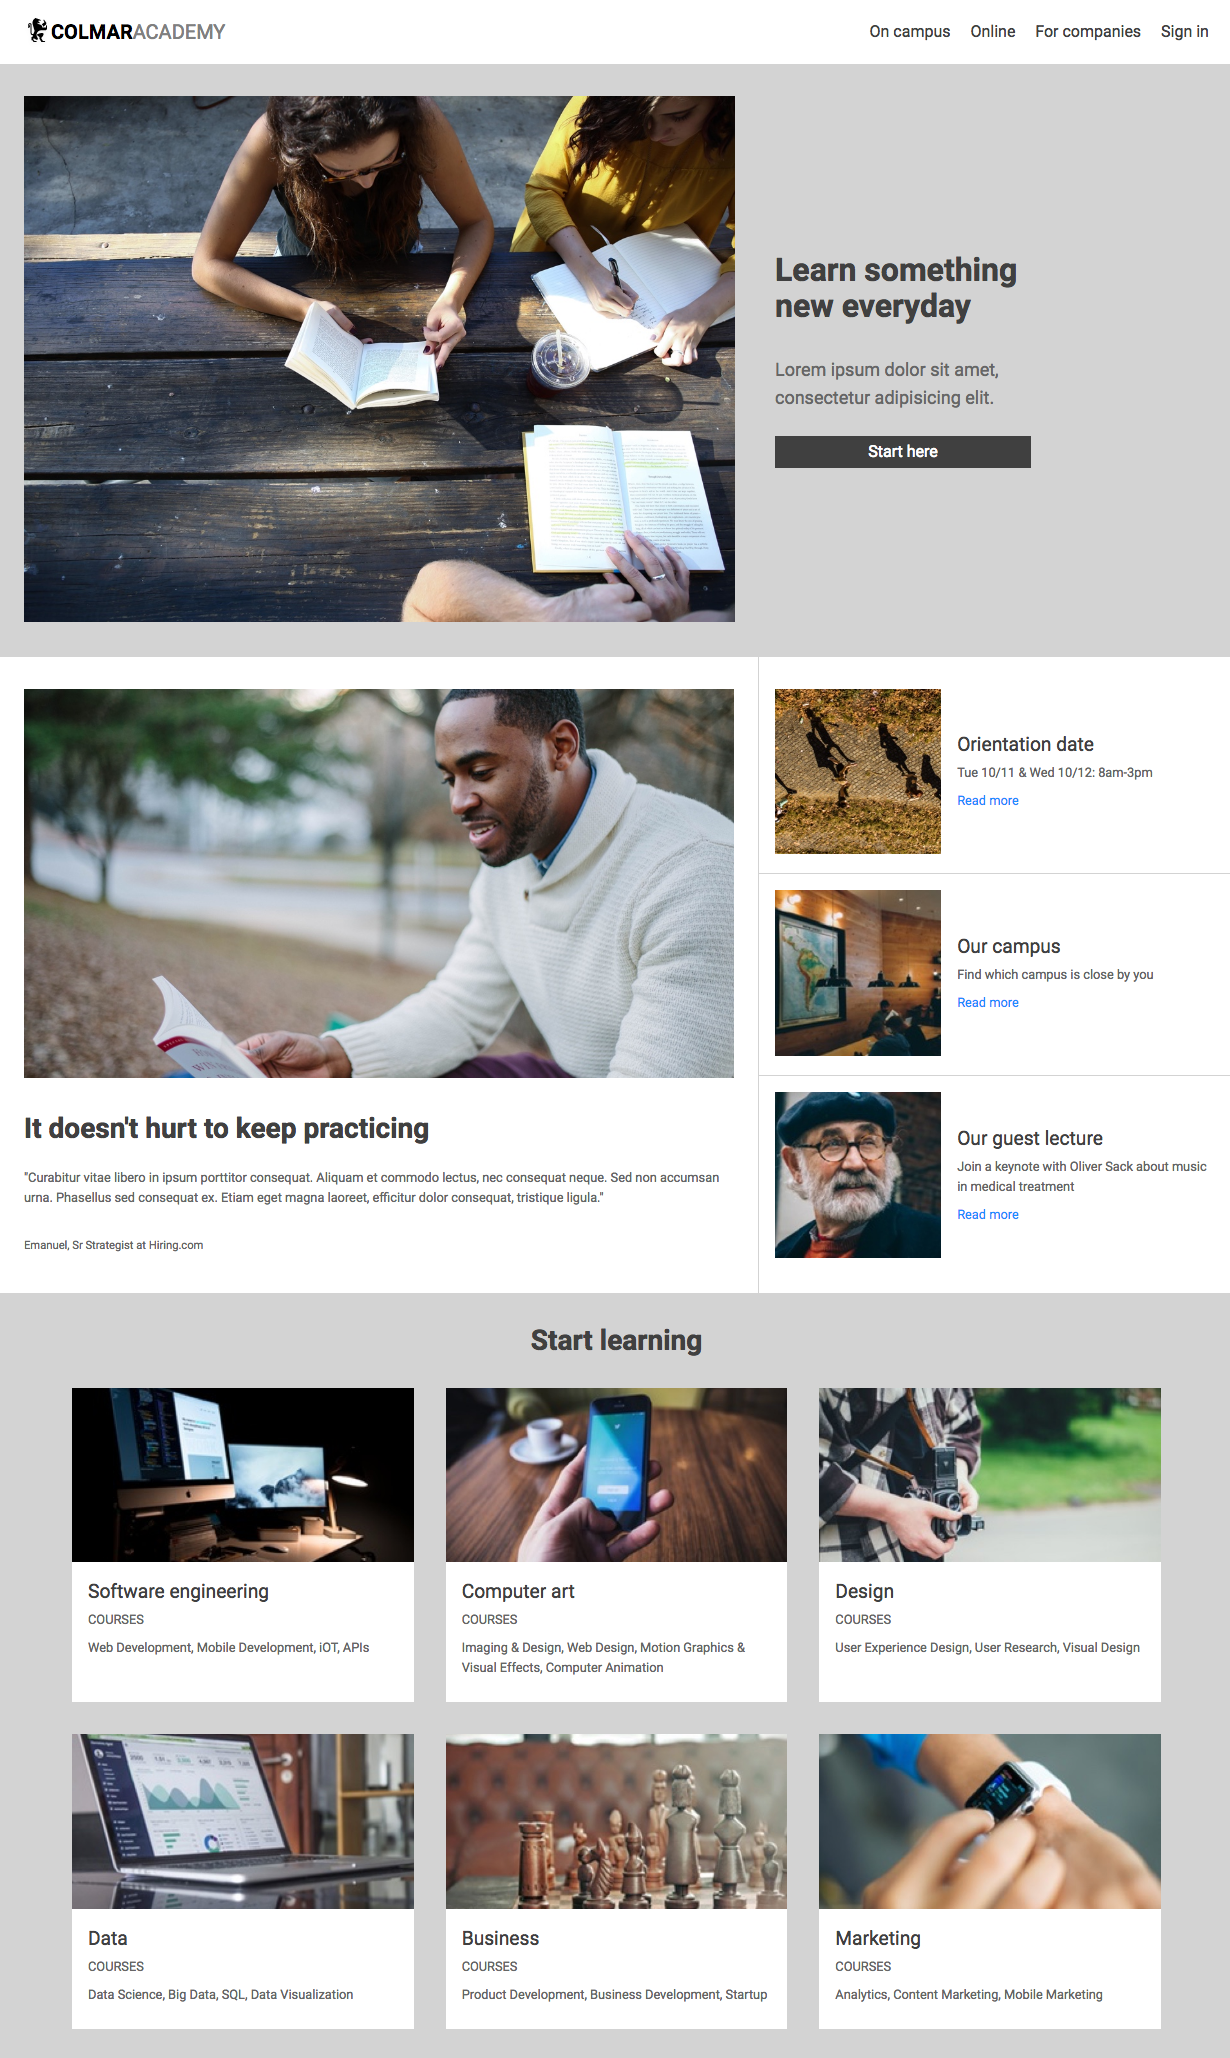 COLMARACADEMY
On campus
Online
For companies
Sign in
Learn something
new everyday
Lorem ipsum dolor sit amet,
consectetur adipisicing elit.
Start here
Orientation date
Tue 10/11 & Wed 10/12: 8am-3pm
Read more
Our campus
Find which campus is close by you
Read more
Our guest lecture
Join a keynote with Oliver Sack about music
in medical treatment
Read more
It doesn't hurt to keep practicing
"Curabitur vitae libero in ipsum porttitor consequat. Aliquam et commodo lectus, nec consequat neque. Sed non accumsan
urna. Phasellus sed consequat ex. Etiam eget magna laoreet, efficitur dolor consequat, tristique ligula."
Emanuel, Sr Strategist at Hiring.com
Start learning
Software engineering
COURSES
Web Development, Mobile Development, iOT, APIs
Computer art
COURSES
Imaging & Design, Web Design, Motion Graphics &
Visual Effects, Computer Animation
Design
COURSES
User Experience Design, User Research, Visual Design
Data
COURSES
Data Science, Big Data, SQL, Data Visualization
Business
COURSES
Product Development, Business Development, Startup
Marketing
COURSES
Analytics, Content Marketing, Mobile Marketing